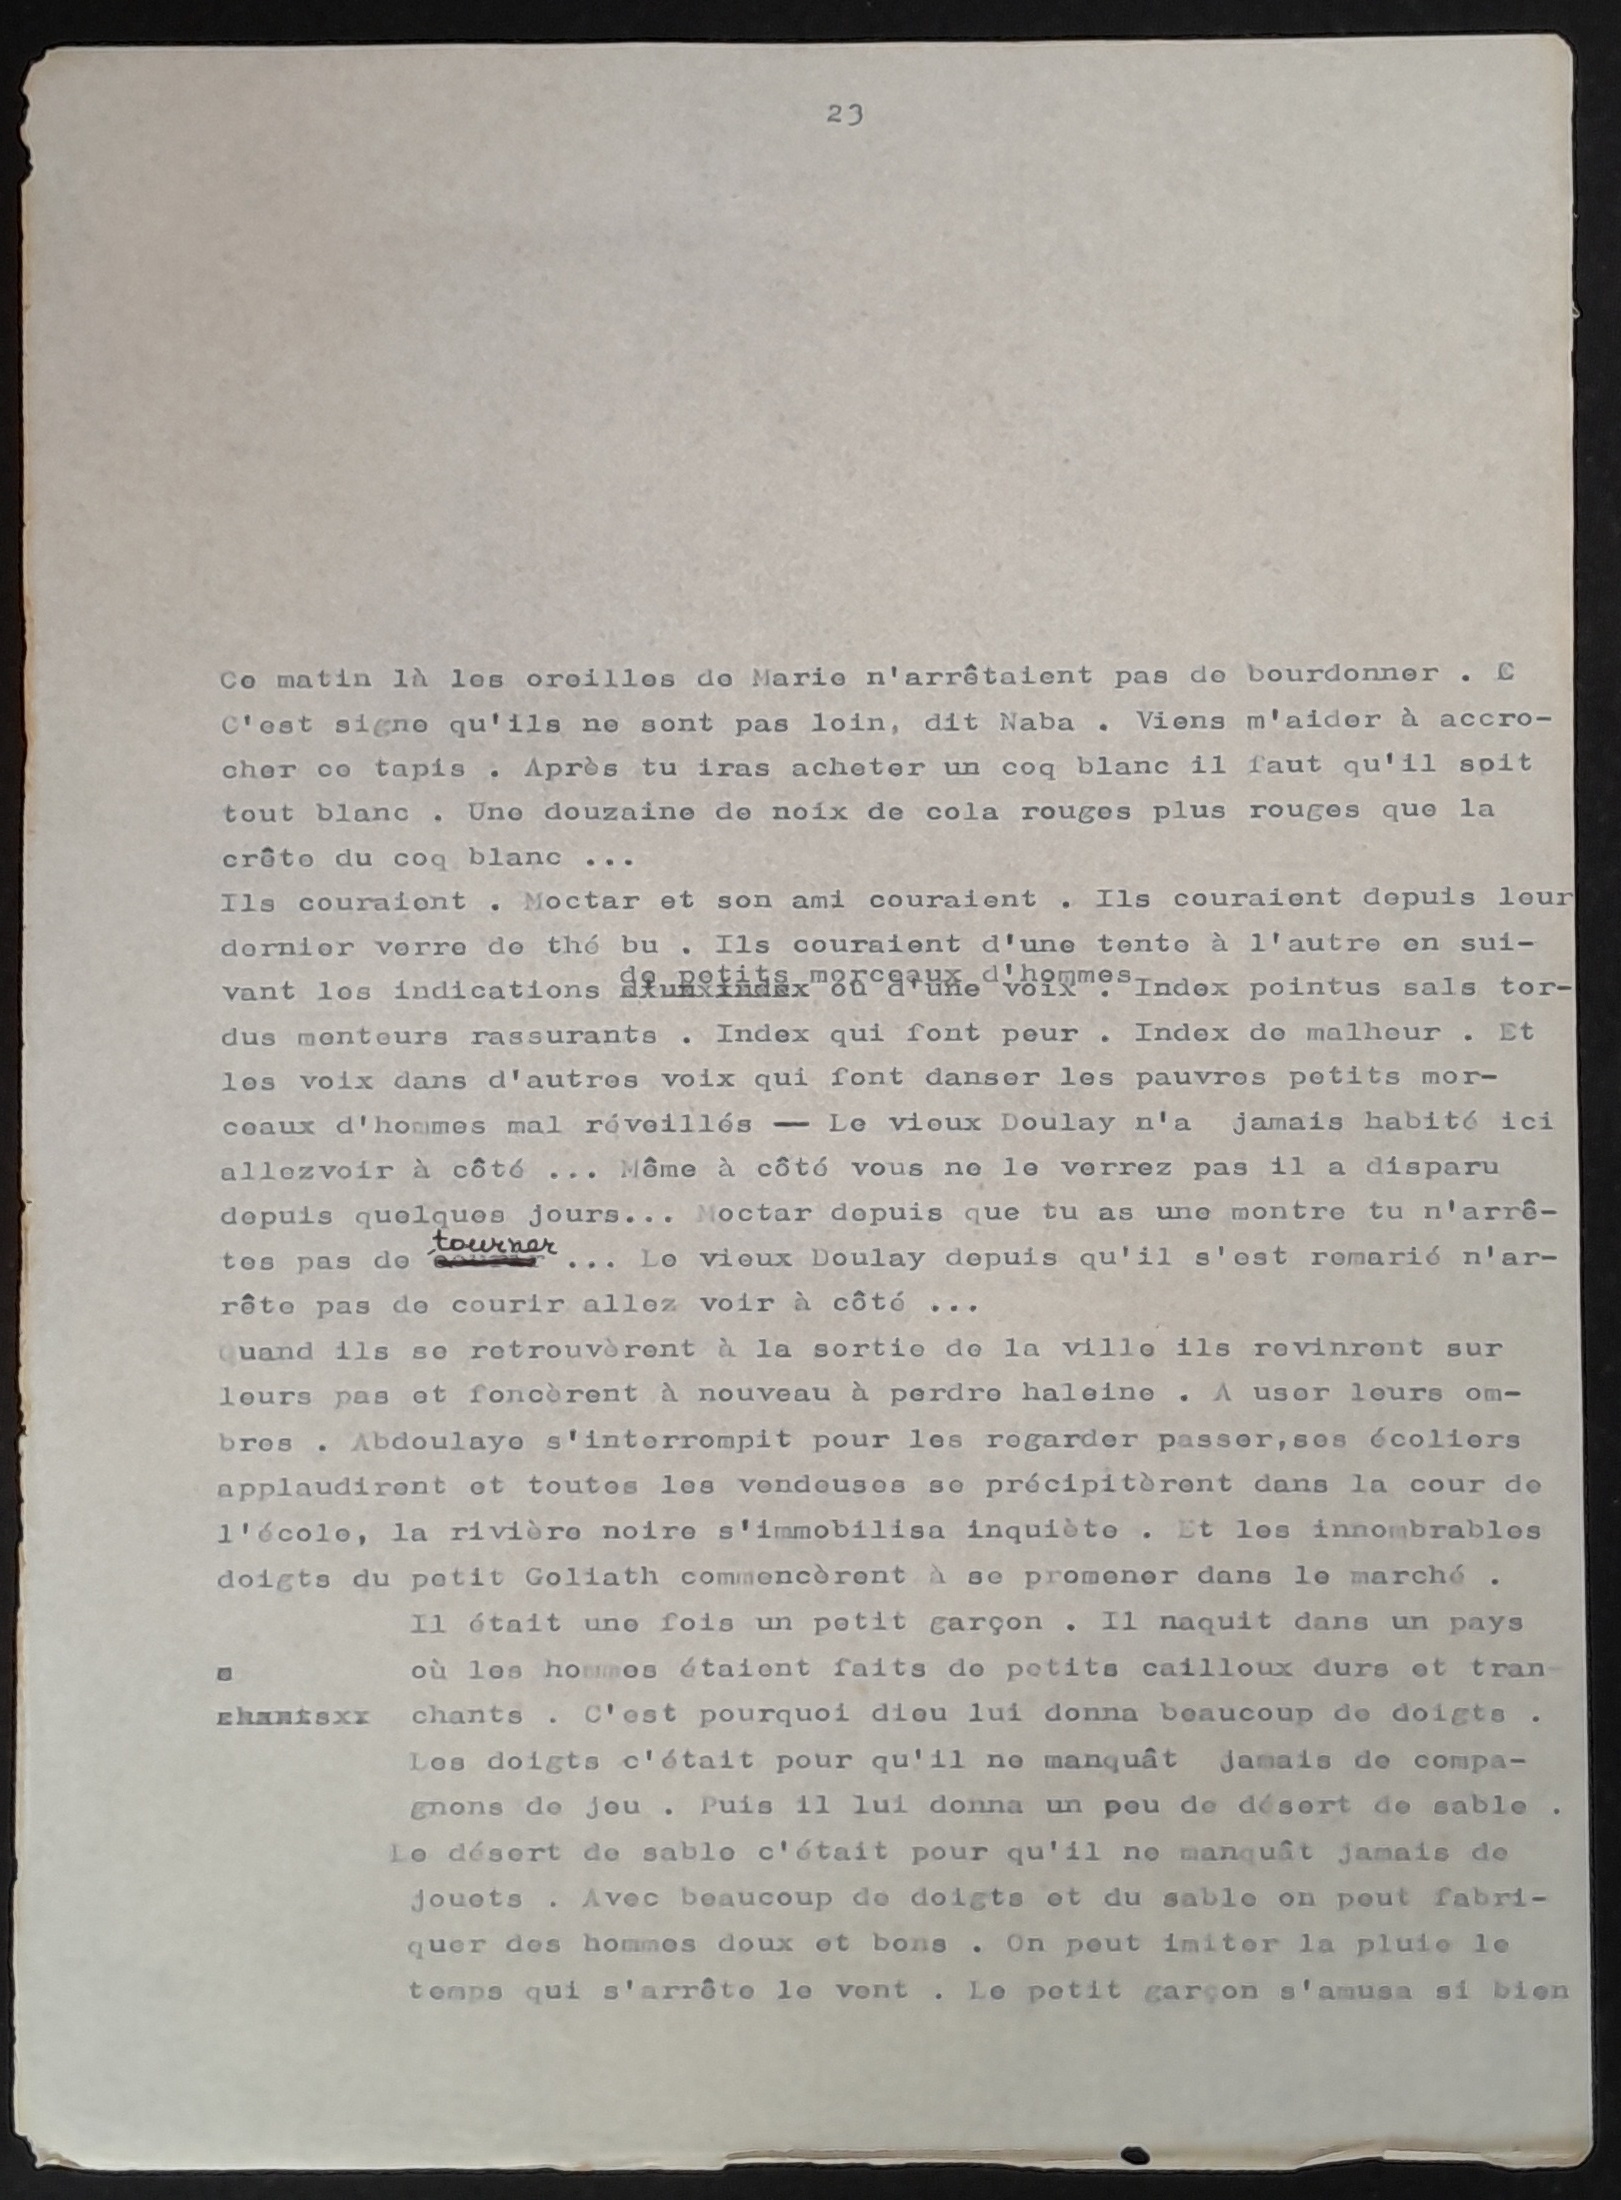 23
Ce matin là les oreilles de Marie n'arrêtaient pas de bourdonner . C
C'est signe qu'ils ne sont pas loin, dit Naba . Viens m'aider à accro-
cher ce tapis . Après tu iras acheter un coq blanc il faut qu'il soit
tout blanc . Une douzaine de noix de cola rouges plus rouges que la
crête du coq blanc ...
Ils couraient . Moctar et son ami couraient . Ils couraient depuis leur
dernier verre de thé bu . Ils couraient d'une tente à l'autre en sui-
de petits morceaux d'hommes
vant les indications d'un index ou d'une voix . Index pointus sals tor-
dus menteurs rassurants . Index qui font peur . Index de malheur . Et
les voix dans d'autres voix qui font danser les pauvres petits mor-
ceaux d'hommes mal réveillés — Le vieux Doulay n'a  jamais habité ici
allezvoir à côté ... Même à côté vous ne le verrez pas il a disparu
depuis quelques jours... Moctar depuis que tu as une montre tu n'arrê-
tourner
tes pas de courir ... Le vieux Doulay depuis qu'il s'est remarié n'ar-
rête pas de courir allez voir à côté ...
Quand ils se retrouvèrent à la sortie de la ville ils revinrent sur
leurs pas et foncèrent à nouveau à perdre haleine . A user leurs om-
bres . Abdoulaye s'interrompit pour les regarder passer,ses écoliers
applaudirent et toutes les vendeuses se précipitèrent dans la cour de
l'école, la rivière noire s'immobilisa inquiète . Et les innombrables
doigts du petit Goliath commencèrent à se promener dans le marché .
Il était une fois un petit garçon . Il naquit dans un pays
où les hommes étaient faits de petits cailloux durs et tran-
chants . C'est pourquoi dieu lui donna beaucoup de doigts .
Les doigts c'était pour qu'il ne manquât  jamais de compa-
gnons de jeu . Puis il lui donna un peu de désert de sable .
Le désert de sable c'était pour qu'il ne manquât jamais de
jouets . Avec beaucoup de doigts et du sable on peut fabri-
quer des hommes doux et bons . On peut imiter la pluie le
temps qui s'arrête le vent . Le petit garçon s'amusa si bien